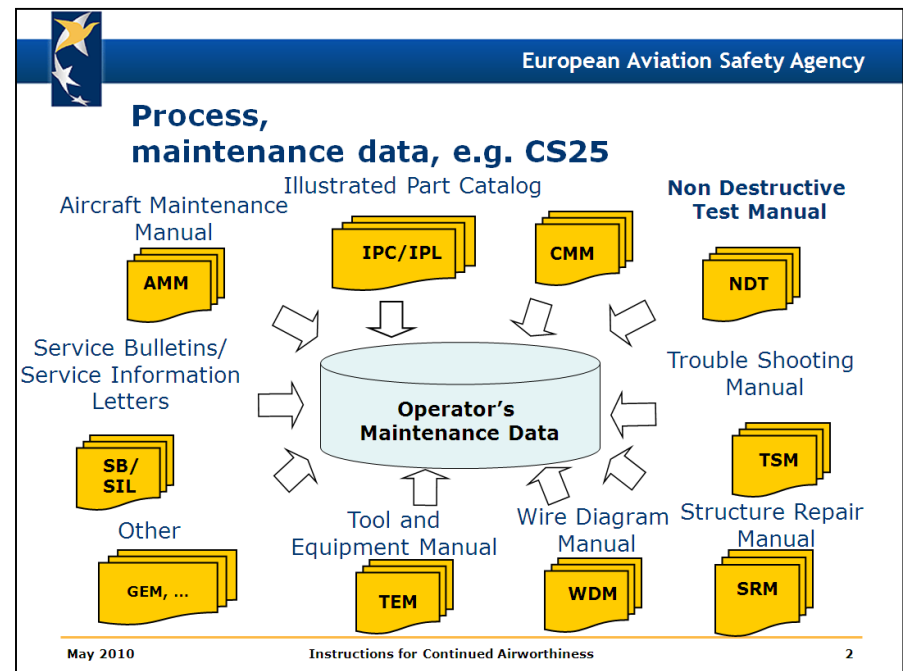 European Aviation Safety Agency
Process,
maintenance data, e.g. CS25
Illustrated Part Catalog
Aircraft Maintenance
Manual
Non Destructive
Test Manual
AMM
IPC/IPL
CMM
NDT
Service Bulletins/
Service Information
Letters
Trouble Shooting
Manual
Operator's
Maintenance Data
SB/
SIL
TSM
Other
Tool and
Equipment Manual
Wire Diagram
Manual
Structure Repair
Manual
GEM, ...
TEM
WDM
SRM
May 2010
Instructions for Continued Airworthiness
2